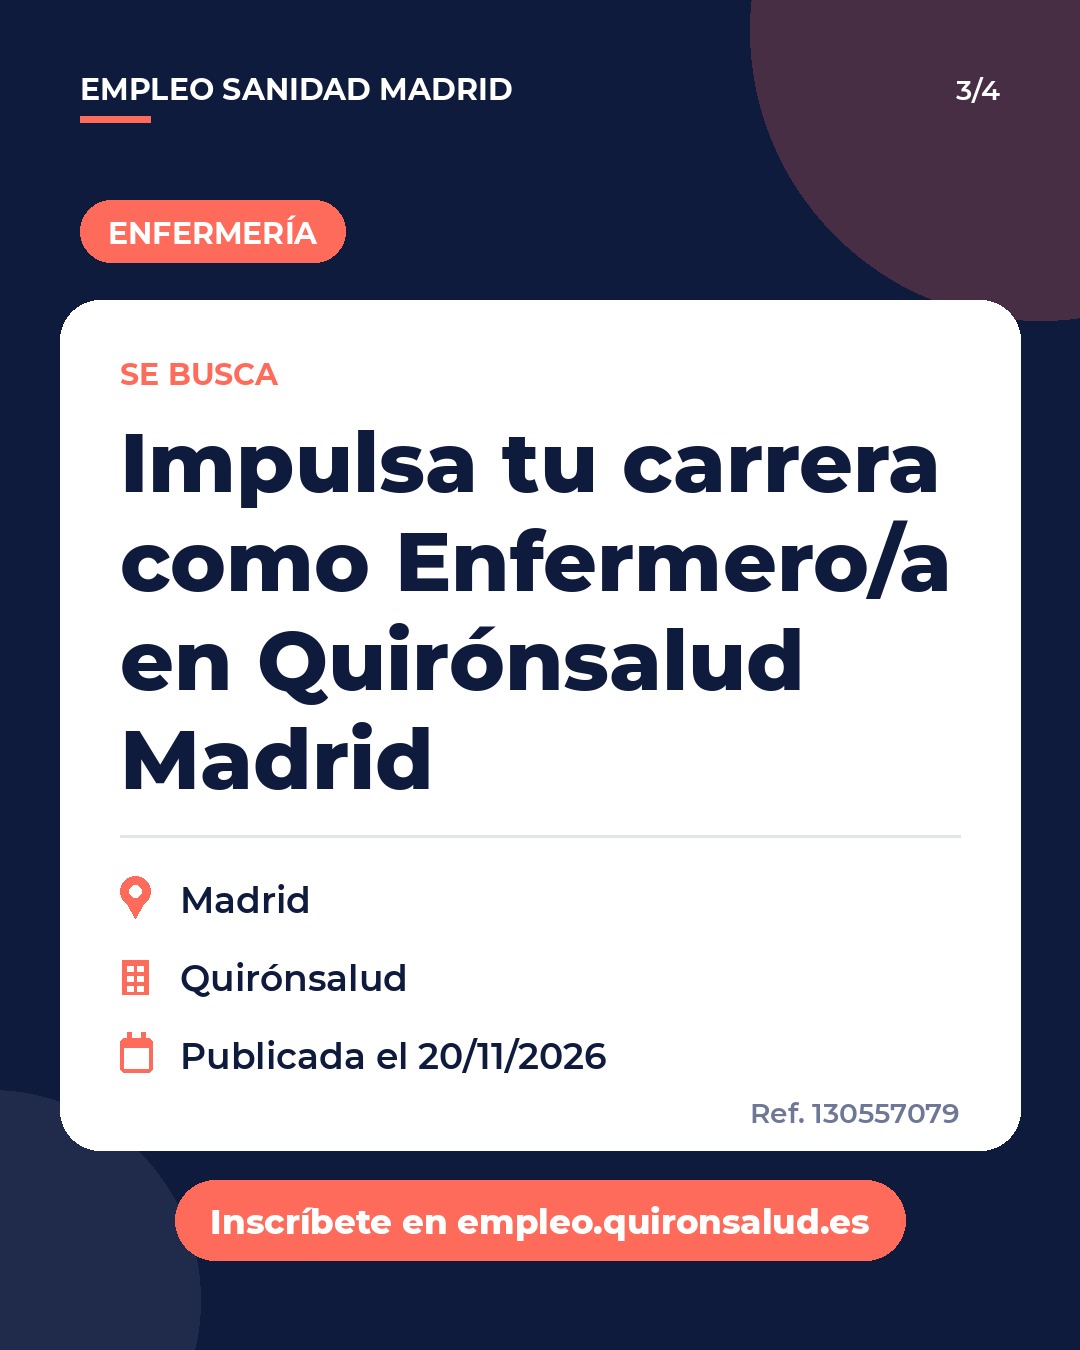 EMPLEO SANIDAD MADRID
3/4
ENFERMERÍA
SE BUSCA
Impulsa tu carrera
como Enfermero/a
en Quirónsalud
Madrid
Madrid
Quirónsalud
Publicada el 20/11/2026
Ref. 130557079
Inscríbete en empleo.quironsalud.es